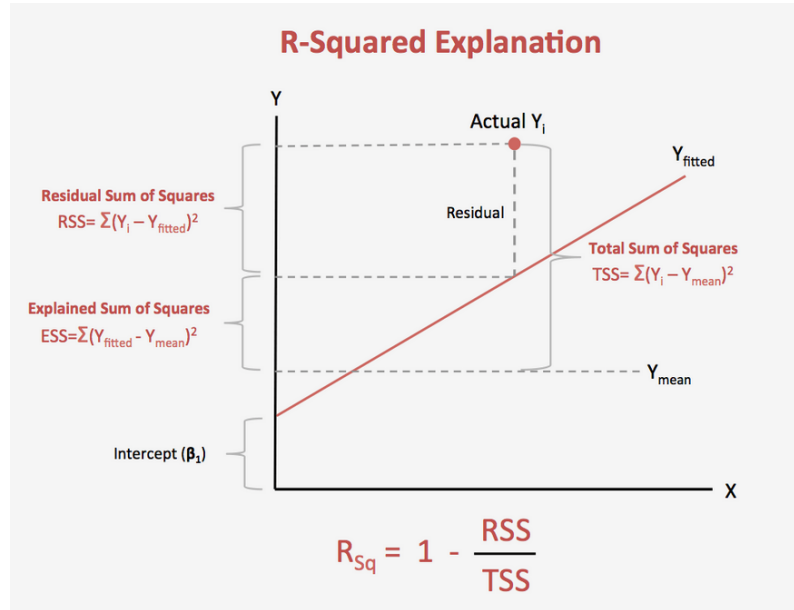 R-Squared Explanation
Y
Actual Yi
Yfitted
Residual Sum of Squares
RSS= Σ(Yi – Yfitted)²
Residual
Total Sum of Squares
TSS= Σ(Yi – Ymean)²
Explained Sum of Squares
ESS=Σ(Yfitted - Ymean)²
Ymean
Intercept (β1)
X
RSq = 1 - RSS
TSS